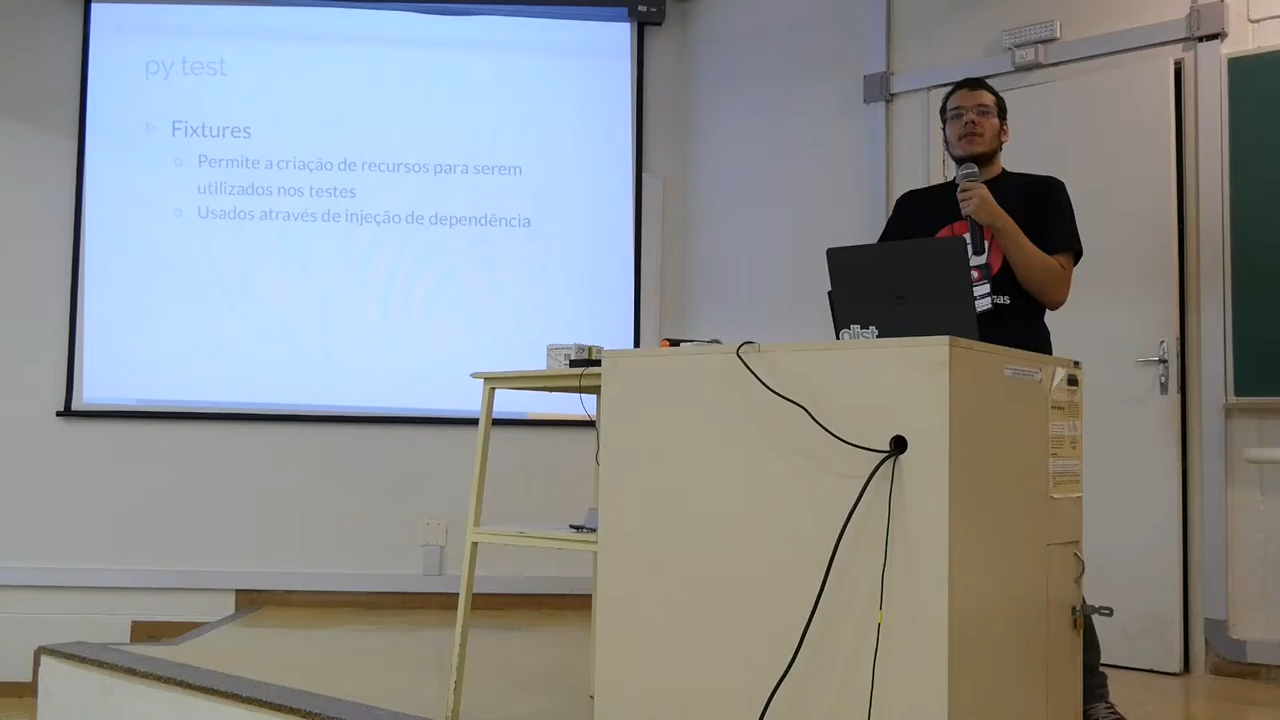 py.test
Fixtures
Permite a criação de recursos para serem
utilizados nos testes
Usados através de injeção de dependência
olist